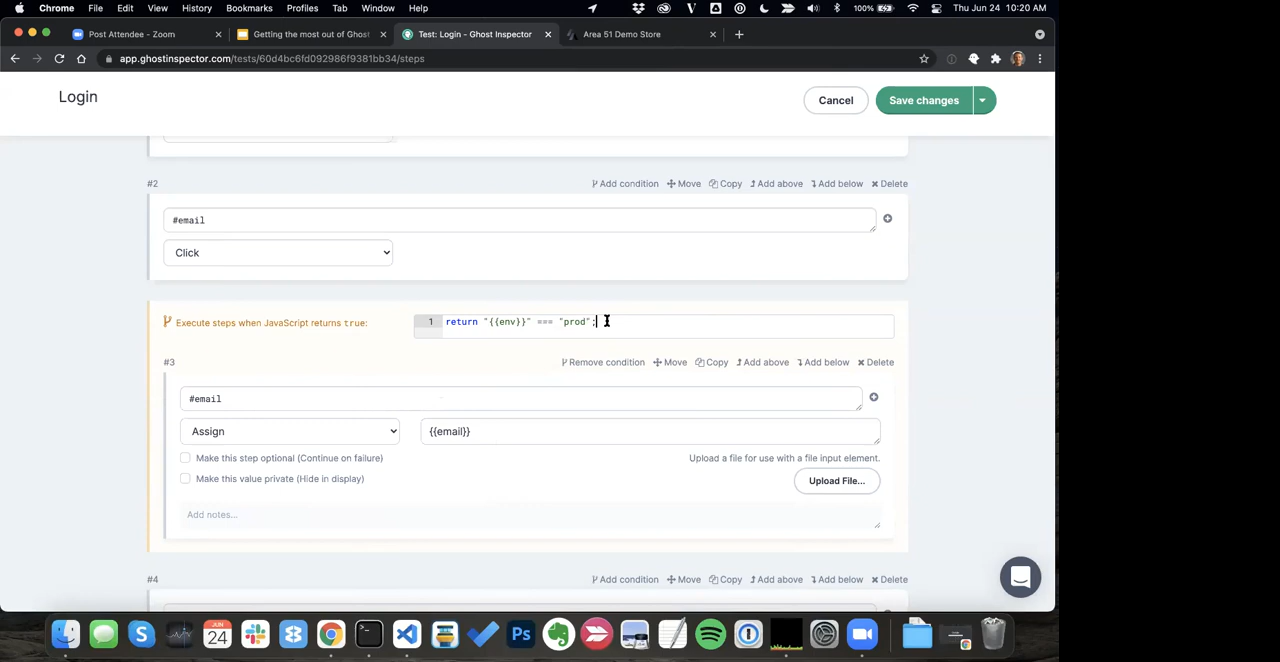 Chrome File Edit View History Bookmarks Profiles Tab Window Help 100% Thu Jun 24 10:20 AM
Post Attendee - Zoom Getting the most out of Ghost Test: Login - Ghost Inspector Area 51 Demo Store
app.ghostinspector.com/tests/60d4bc6fd092986f9381bb34/steps
Login Cancel Save changes
#2 Add condition Move Copy Add above Add below Delete
#email
Click
Execute steps when JavaScript returns true: 1 return "{{env}}" === "prod";
#3 Remove condition Move Copy Add above Add below Delete
#email
Assign {{email}}
Make this step optional (Continue on failure) Upload a file for use with a file input element.
Make this value private (Hide in display) Upload File...
Add notes...
#4 Add condition Move Copy Add above Add below Delete
JUN
24
Ps